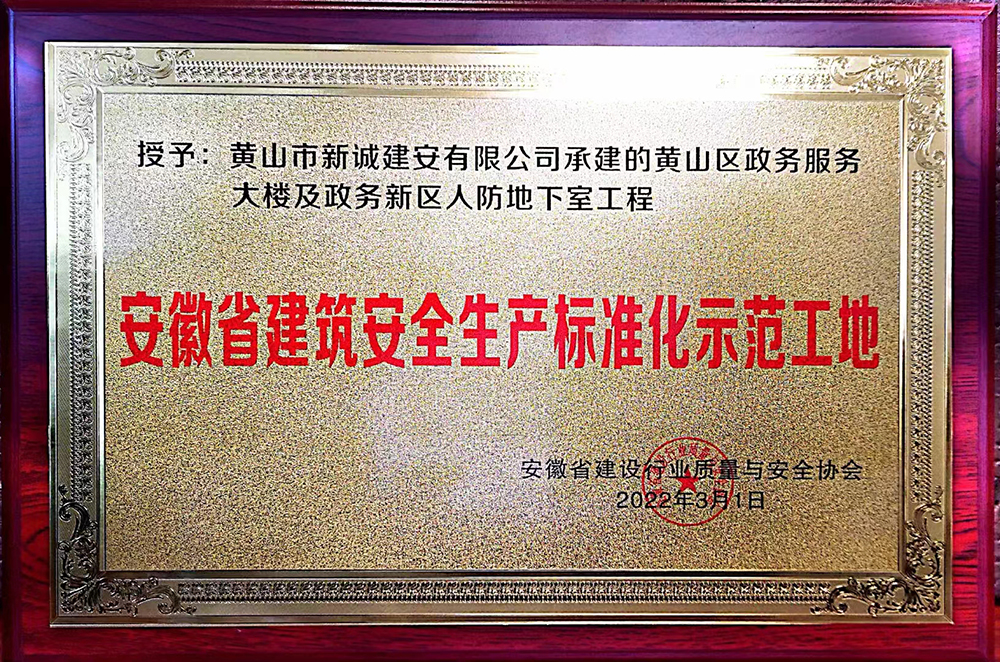 授予：黄山市新诚建安有限公司承建的黄山区政务服务
大楼及政务新区人防地下室工程
安徽省建筑安全生产标准化示范工地
安徽省建设行业质量与安全协会
2022年3月1日